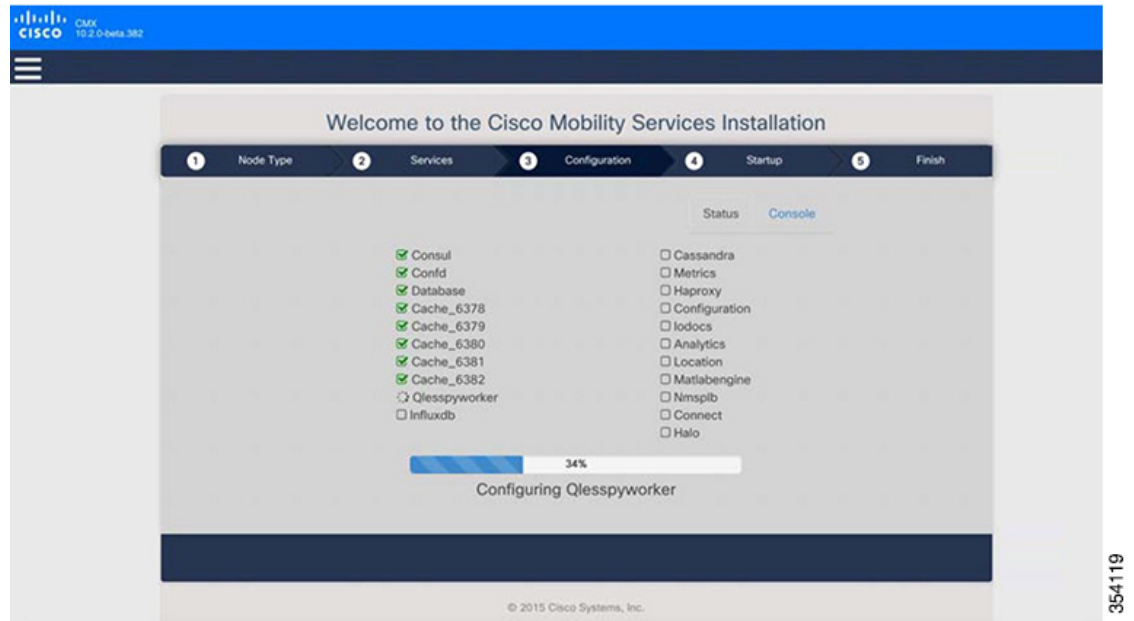 CISCO CMX
10.2.0-beta.382
Welcome to the Cisco Mobility Services Installation
1 Node Type 2 Services 3 Configuration 4 Startup 5 Finish
Status Console
Consul
Confd
Database
Cache_6378
Cache_6379
Cache_6380
Cache_6381
Cache_6382
Qlesspyworker
Influxdb
Cassandra
Metrics
Haproxy
Configuration
Iodocs
Analytics
Location
Matlabengine
Nmsplb
Connect
Halo
34%
Configuring Qlesspyworker
© 2015 Cisco Systems, Inc.
354119